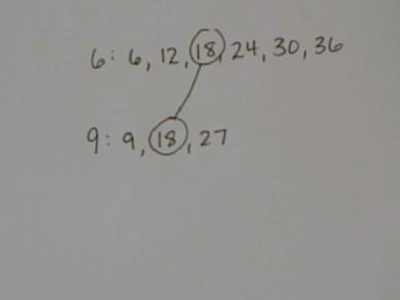 6: 6, 12, 18, 24, 30, 36
9: 9, 18, 27